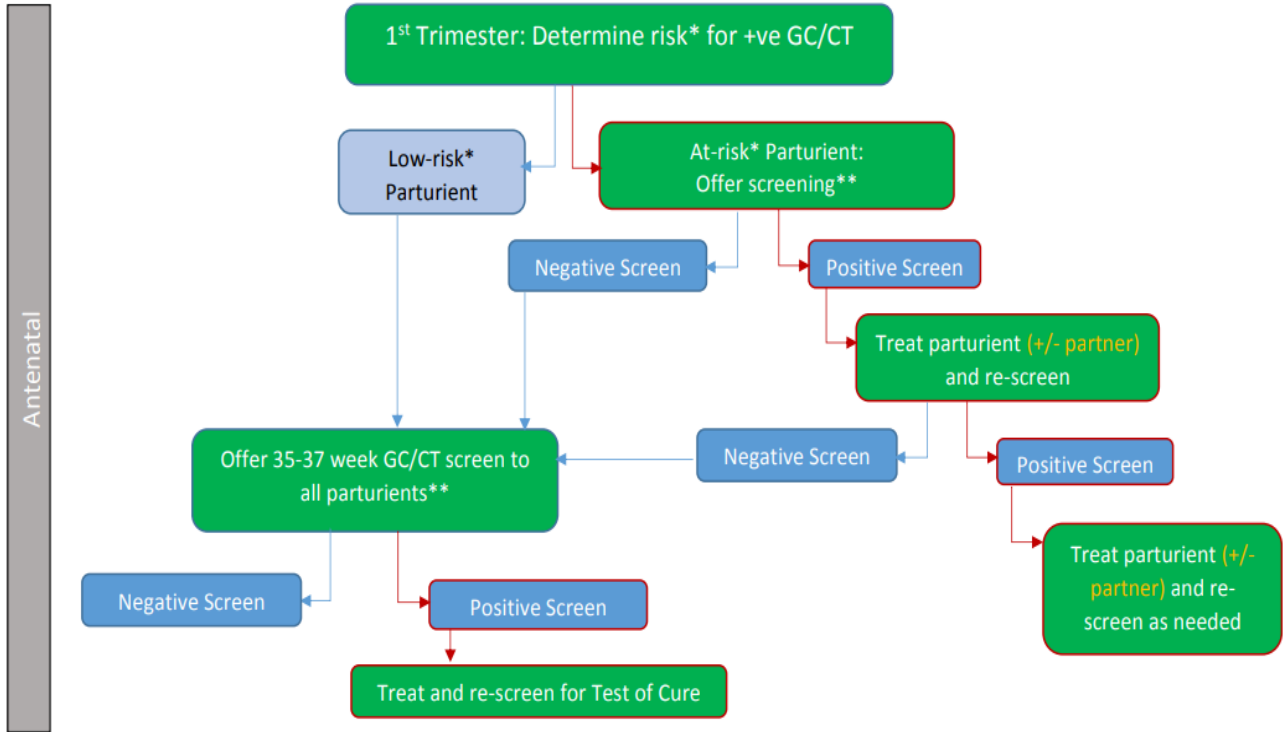 Antenatal
1st Trimester: Determine risk* for +ve GC/CT
Low-risk*
Parturient
At-risk* Parturient:
Offer screening**
Negative Screen
Positive Screen
Treat parturient (+/- partner)
and re-screen
Offer 35-37 week GC/CT screen to
all parturients**
Negative Screen
Positive Screen
Treat parturient (+/-
partner) and re-
screen as needed
Negative Screen
Positive Screen
Treat and re-screen for Test of Cure